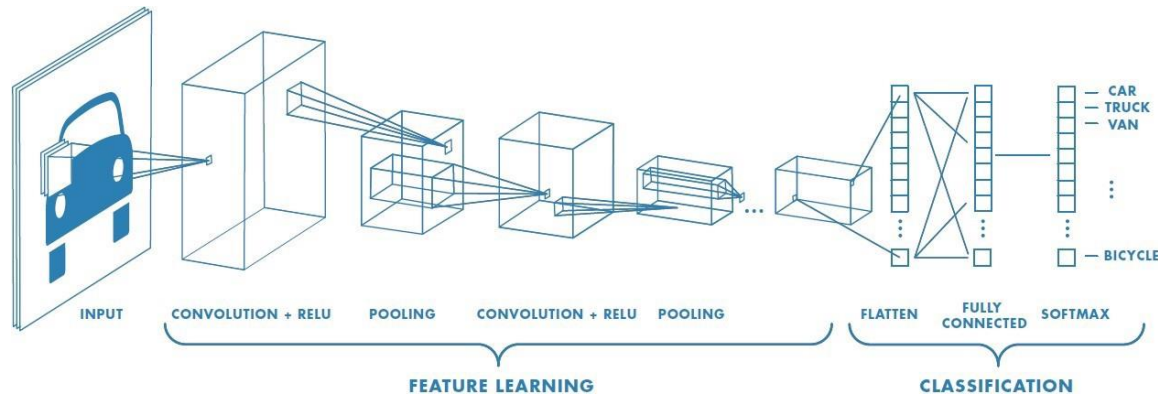 CAR
TRUCK
VAN
BICYCLE
INPUT
CONVOLUTION + RELU
POOLING
CONVOLUTION + RELU
POOLING
FLATTEN
FULLY
CONNECTED
SOFTMAX
FEATURE LEARNING
CLASSIFICATION